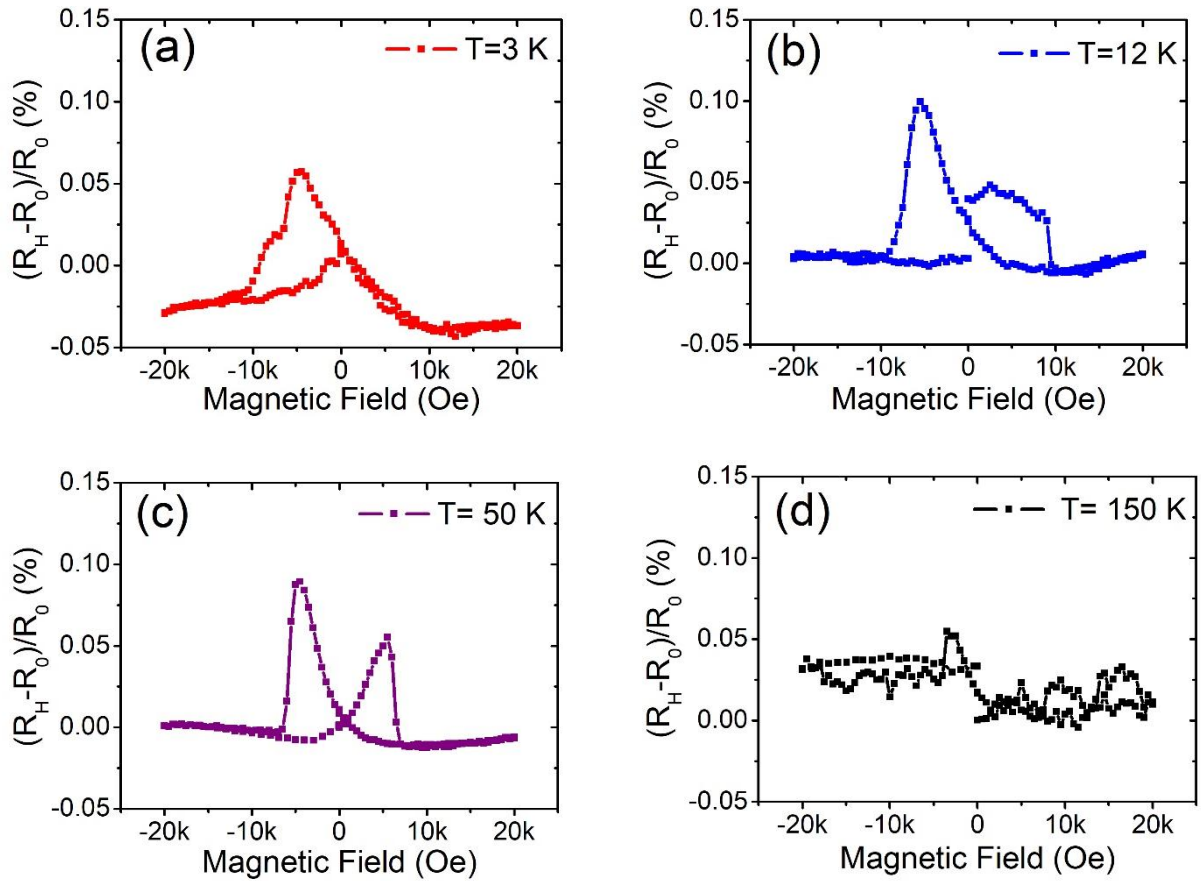 (a)
T=3 K
0.15
0.10
0.05
0.00
-0.05
(R_H-R_0)/R_0 (%)
-20k -10k 0 10k 20k
Magnetic Field (Oe)
(b)
T=12 K
0.15
0.10
0.05
0.00
-0.05
(R_H-R_0)/R_0 (%)
-20k -10k 0 10k 20k
Magnetic Field (Oe)
(c)
T= 50 K
0.15
0.10
0.05
0.00
-0.05
(R_H-R_0)/R_0 (%)
-20k -10k 0 10k 20k
Magnetic Field (Oe)
(d)
T= 150 K
0.15
0.10
0.05
0.00
-0.05
(R_H-R_0)/R_0 (%)
-20k -10k 0 10k 20k
Magnetic Field (Oe)